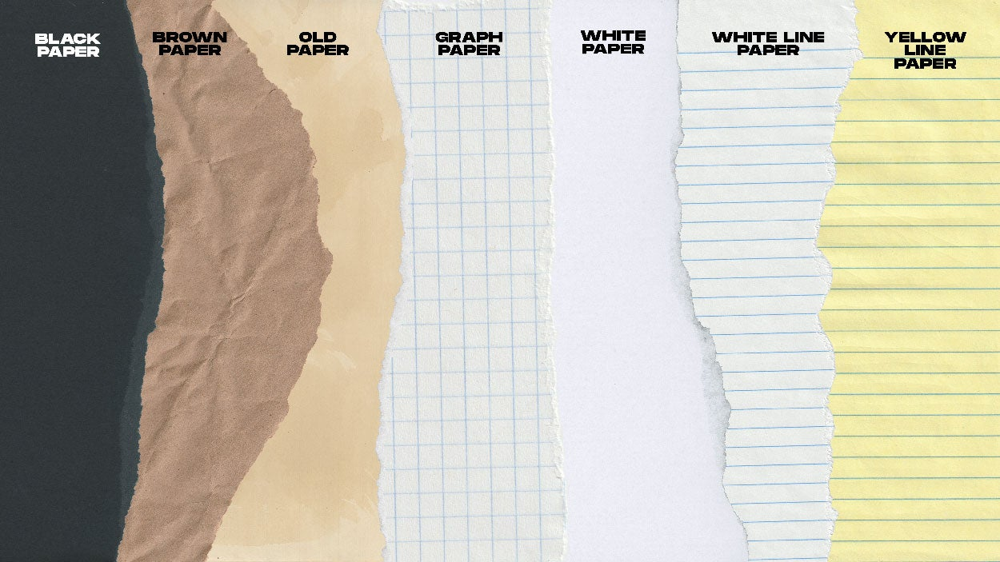 BLACK
PAPER
BROWN
PAPER
OLD
PAPER
GRAPH
PAPER
WHITE
PAPER
WHITE LINE
PAPER
YELLOW
LINE
PAPER